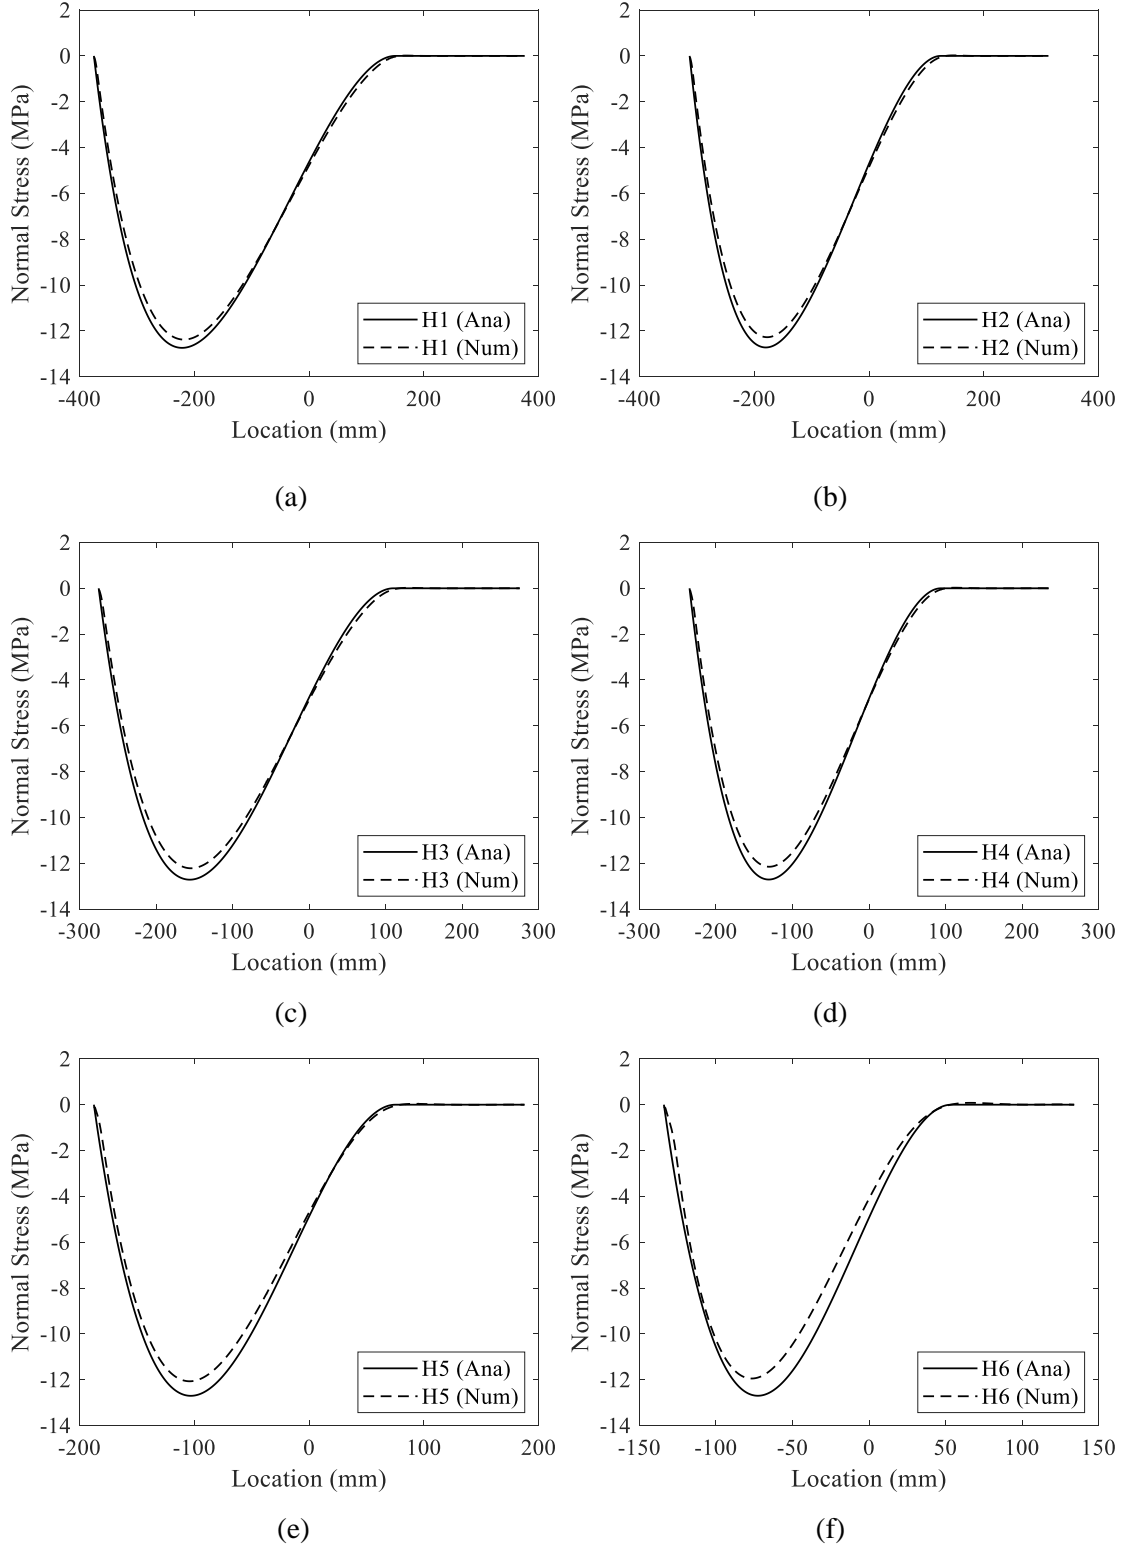 2
0
-2
-4
-6
-8
-10
-12
-14
Normal Stress (MPa)
-400 -200 0 200 400
Location (mm)
H1 (Ana)
H1 (Num)
(a)
2
0
-2
-4
-6
-8
-10
-12
-14
Normal Stress (MPa)
-400 -200 0 200 400
Location (mm)
H2 (Ana)
H2 (Num)
(b)
2
0
-2
-4
-6
-8
-10
-12
-14
Normal Stress (MPa)
-300 -200 -100 0 100 200 300
Location (mm)
H3 (Ana)
H3 (Num)
(c)
2
0
-2
-4
-6
-8
-10
-12
-14
Normal Stress (MPa)
-300 -200 -100 0 100 200 300
Location (mm)
H4 (Ana)
H4 (Num)
(d)
2
0
-2
-4
-6
-8
-10
-12
-14
Normal Stress (MPa)
-200 -100 0 100 200
Location (mm)
H5 (Ana)
H5 (Num)
(e)
2
0
-2
-4
-6
-8
-10
-12
-14
Normal Stress (MPa)
-150 -100 -50 0 50 100 150
Location (mm)
H6 (Ana)
H6 (Num)
(f)